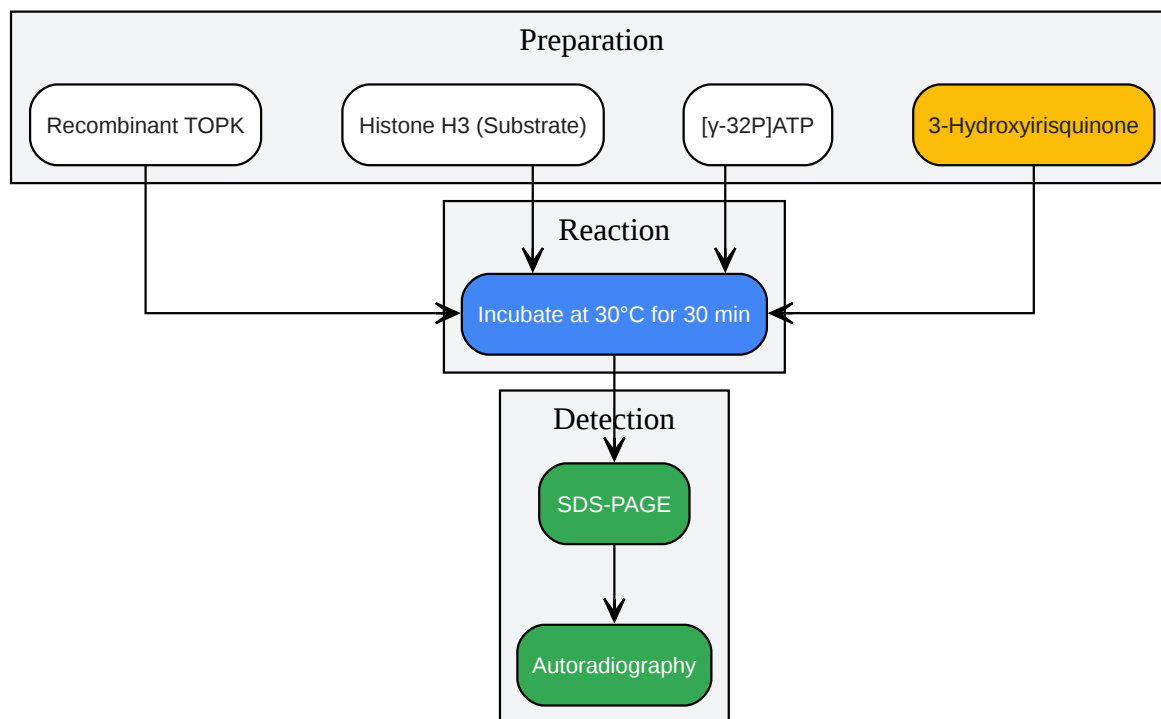 Preparation
Recombinant TOPK
Histone H3 (Substrate)
[γ-32P]ATP
3-Hydroxyirisquinone
Reaction
Incubate at 30°C for 30 min
Detection
SDS-PAGE
Autoradiography